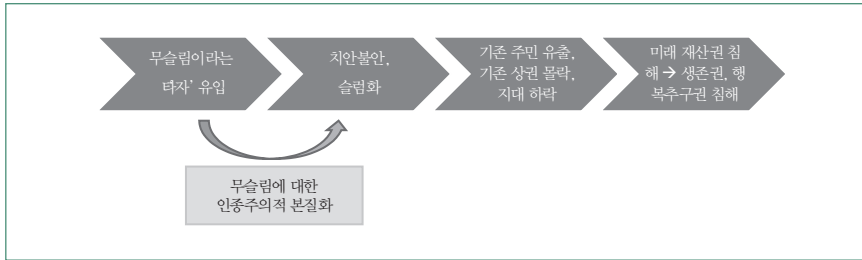 무슬림이라는
타자' 유입
치안불안,
슬럼화
기존 주민 유출,
기존 상권 몰락,
지대 하락
미래 재산권 침
해 → 생존권, 행
복추구권 침해
무슬림에 대한
인종주의적 본질화